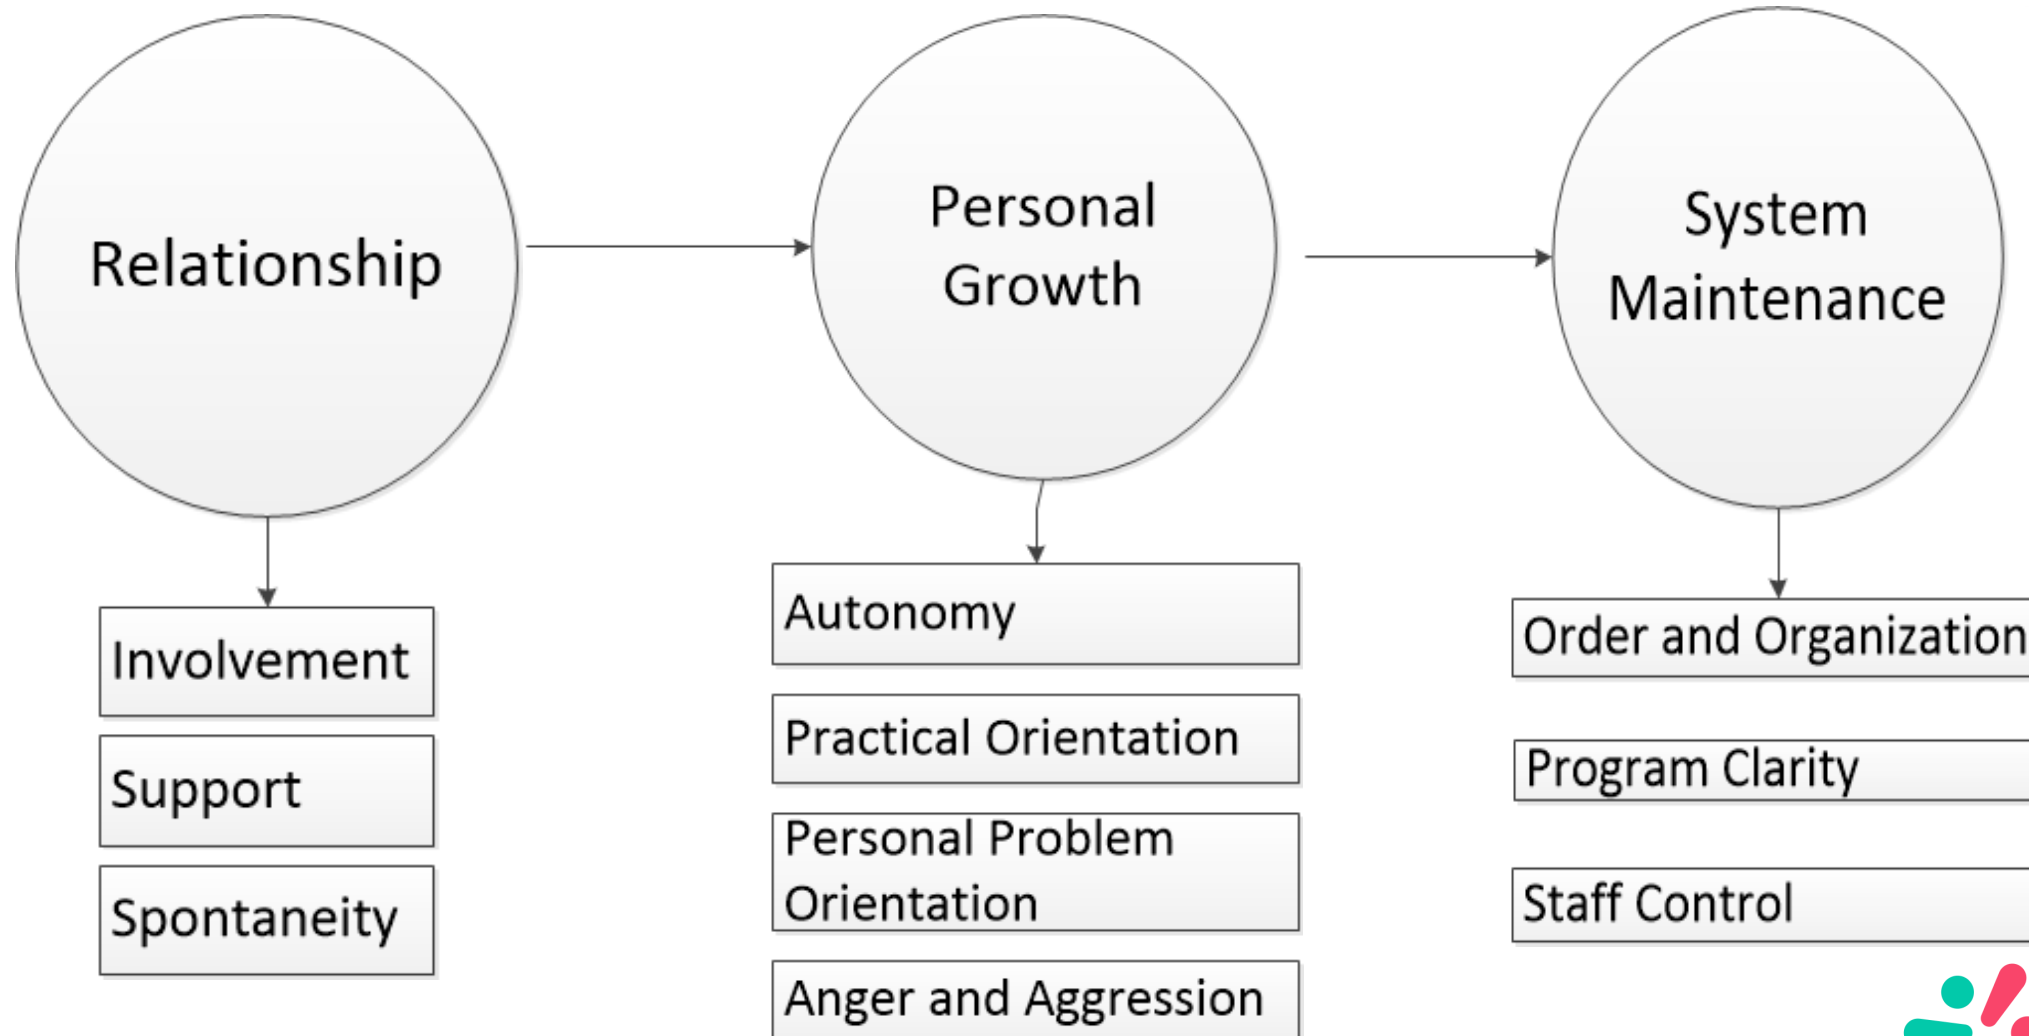 Relationship
Personal
Growth
System
Maintenance
Involvement
Support
Spontaneity
Autonomy
Practical Orientation
Personal Problem
Orientation
Anger and Aggression
Order and Organization
Program Clarity
Staff Control